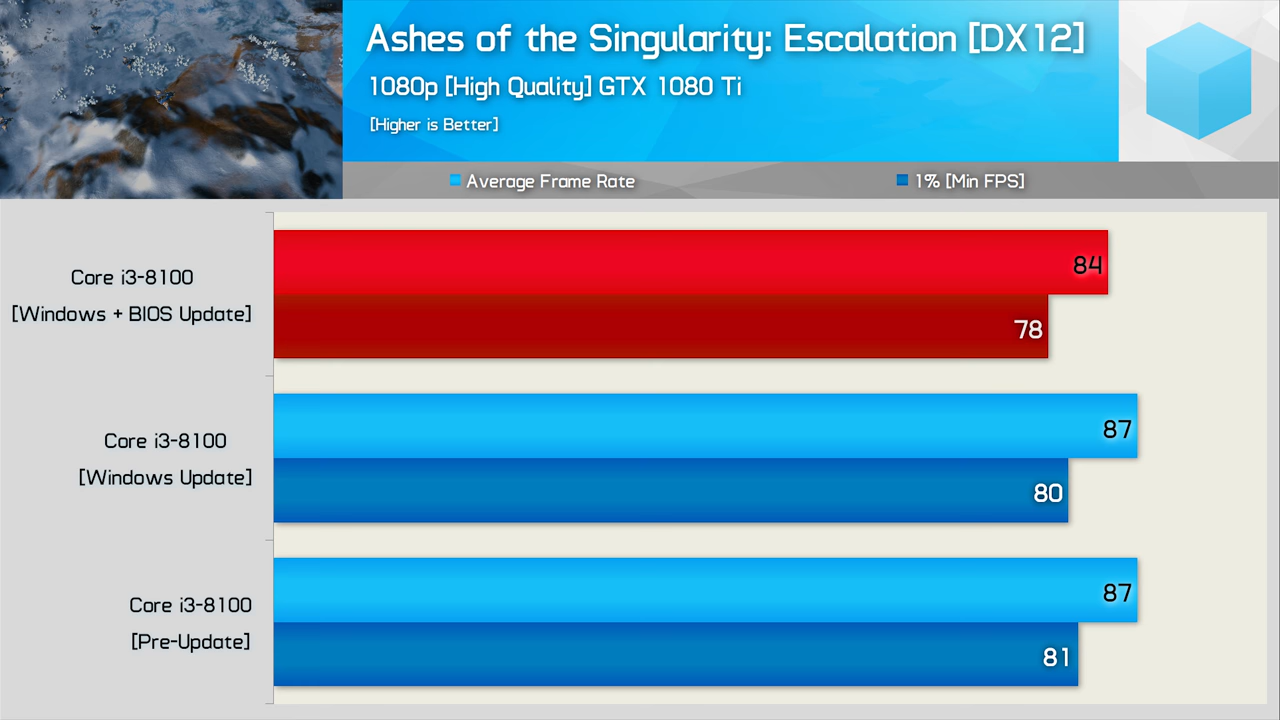 Ashes of the Singularity: Escalation [DX12]
1080p [High Quality] GTX 1080 Ti
[Higher is Better]
Average Frame Rate
1% [Min FPS]
Core i3-8100
[Windows + BIOS Update]
84
78
Core i3-8100
[Windows Update]
87
80
Core i3-8100
[Pre-Update]
87
81